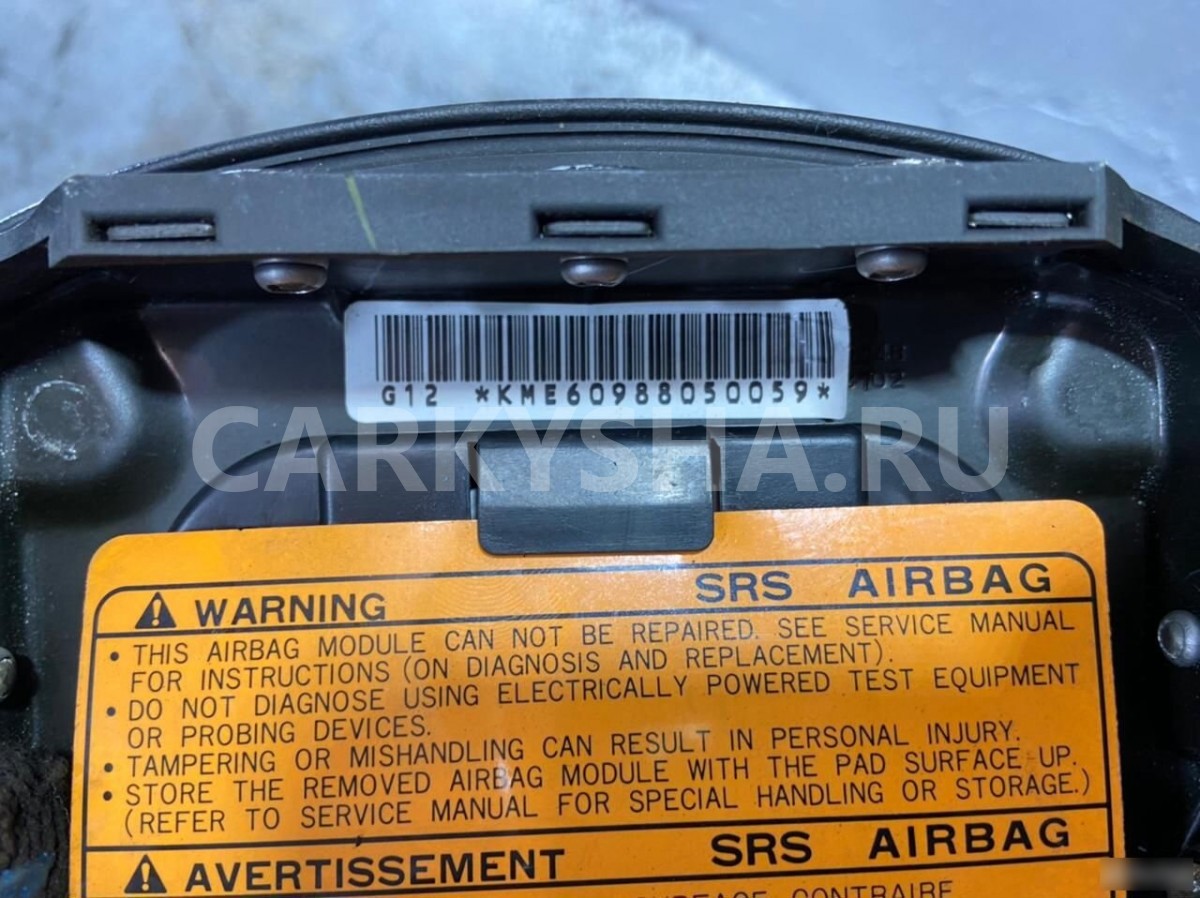 G12 *KME60988050059*
CARKYSHA.RU
WARNING SRS AIRBAG
• THIS AIRBAG MODULE CAN NOT BE REPAIRED. SEE SERVICE MANUAL
FOR INSTRUCTIONS (ON DIAGNOSIS AND REPLACEMENT).
• DO NOT DIAGNOSE USING ELECTRICALLY POWERED TEST EQUIPMENT
OR PROBING DEVICES.
• TAMPERING OR MISHANDLING CAN RESULT IN PERSONAL INJURY.
• STORE THE REMOVED AIRBAG MODULE WITH THE PAD SURFACE UP.
(REFER TO SERVICE MANUAL FOR SPECIAL HANDLING OR STORAGE.)
AVERTISSEMENT SRS AIRBAG
SURFACE CONTRAIRE